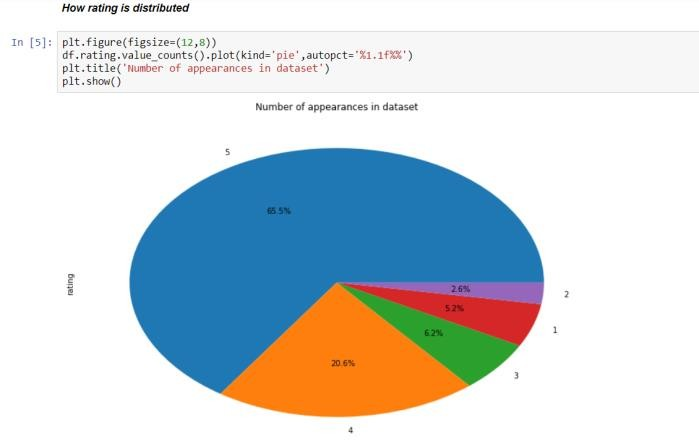 How rating is distributed
In [5]: plt.figure(figsize=(12,8))
df.rating.value_counts().plot(kind='pie',autopct='%1.1f%%')
plt.title('Number of appearances in dataset')
plt.show()
Number of appearances in dataset
5
65.5%
rating
2.6%
2
5.2%
1
6.2%
20.6%
3
4